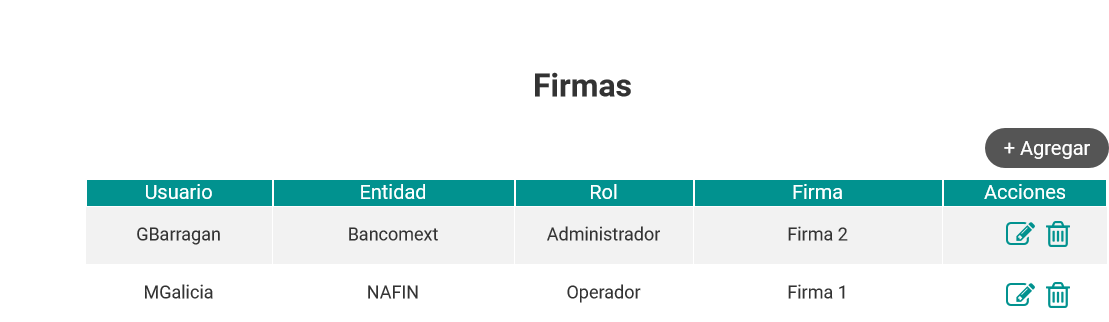 Firmas
+ Agregar
Usuario Entidad Rol Firma Acciones
GBarragan Bancomext Administrador Firma 2
MGalicia NAFIN Operador Firma 1